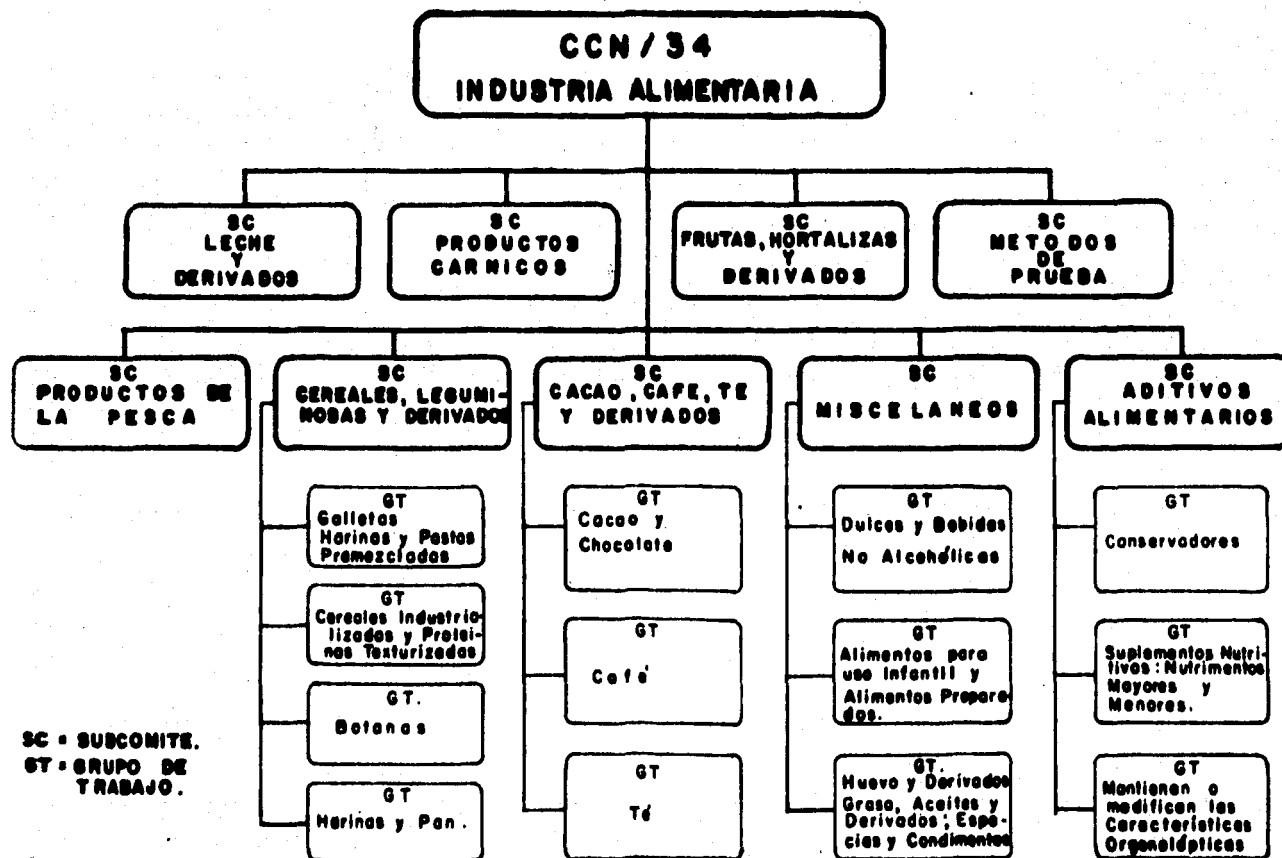 CCN / 34
INDUSTRIA ALIMENTARIA
SC
LECHE
Y
DERIVADOS
SC
PRODUCTOS
CARNICOS
SC
FRUTAS, HORTALIZAS
Y
DERIVADOS
SC
METODOS
DE
PRUEBA
SC
PRODUCTOS DE
LA PESCA
SC
CEREALES, LEGUMI-
NOSAS Y DERIVADOS
SC
CACAO, CAFE, TE
Y DERIVADOS
SC
MISCELANEOS
SC
ADITIVOS
ALIMENTARIOS
GT
Galletas
Harinas y Pastas
Premezcladas
GT
Cereales Industria-
lizados y Proteí-
nas Texturizadas
GT.
Botanas
GT
Harinas y Pan.
GT
Cacao y
Chocolate
GT
Café
GT
Té
GT
Dulces y Bebidas
No Alcohólicas
GT
Alimentos para
uso Infantil y
Alimentos Prepara-
dos.
GT.
Huevo y Derivados
Grasa, Aceites y
Derivados; Espe-
cias y Condimentos
GT
Conservadores
GT
Suplementos Nutri-
tivos: Nutrimentos
Mayores y
Menores.
GT
Mantienen o
modifican las
Características
Organolépticas
SC = SUBCOMITE.
GT = GRUPO DE
TRABAJO.